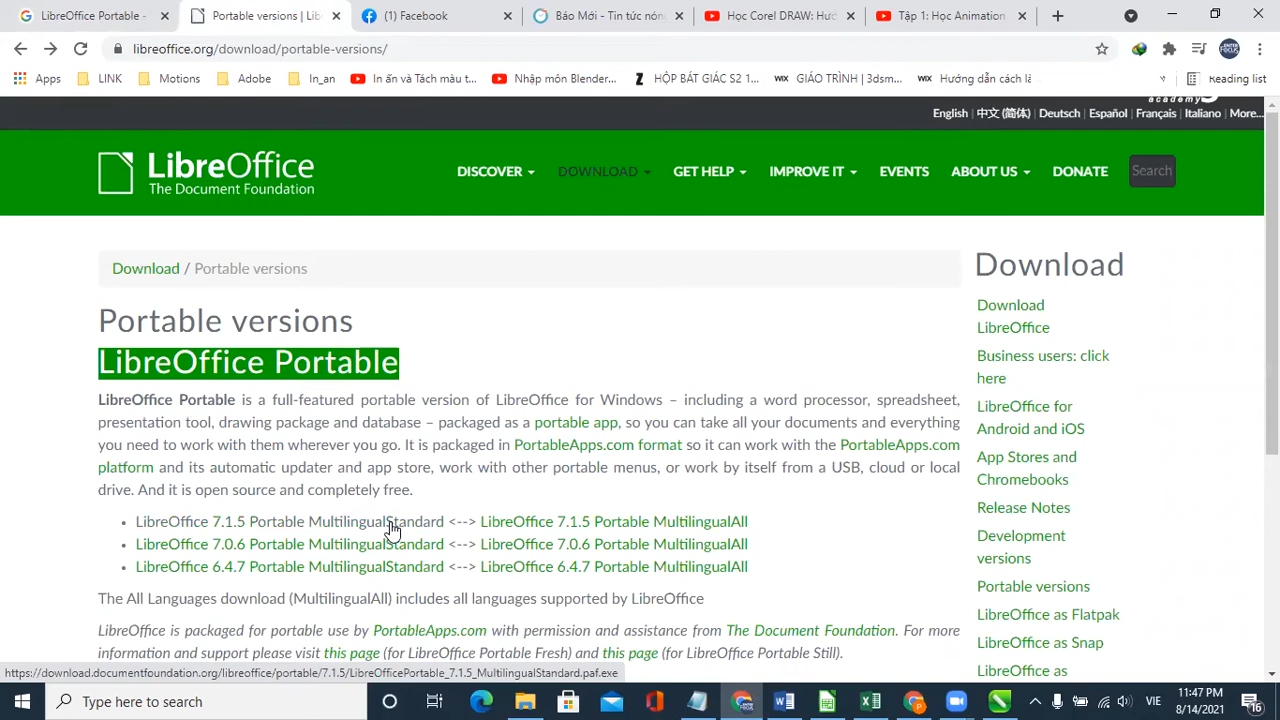 LibreOffice Portable -
Portable versions | Lib
(1) Facebook
Báo Mới - Tin tức nóng
Học Corel DRAW: Hướ
Tập 1: Học Animation
libreoffice.org/download/portable-versions/
Apps
LINK
Motions
Adobe
In_an
In ấn và Tách màu t...
Nhập môn Blender...
HỘP BÁT GIÁC S2 1...
GIÁO TRÌNH | 3dsm...
Hướng dẫn cách là
Reading list
academy
English | 中文 (简体) | Deutsch | Español | Français | Italiano | More...
LibreOffice
The Document Foundation
DISCOVER
DOWNLOAD
GET HELP
IMPROVE IT
EVENTS
ABOUT US
DONATE
Search
Download / Portable versions
Portable versions
LibreOffice Portable
LibreOffice Portable is a full-featured portable version of LibreOffice for Windows – including a word processor, spreadsheet,
presentation tool, drawing package and database – packaged as a portable app, so you can take all your documents and everything
you need to work with them wherever you go. It is packaged in PortableApps.com format so it can work with the PortableApps.com
platform and its automatic updater and app store, work with other portable menus, or work by itself from a USB, cloud or local
drive. And it is open source and completely free.
• LibreOffice 7.1.5 Portable MultilingualStandard <--> LibreOffice 7.1.5 Portable MultilingualAll
• LibreOffice 7.0.6 Portable MultilingualStandard <--> LibreOffice 7.0.6 Portable MultilingualAll
• LibreOffice 6.4.7 Portable MultilingualStandard <--> LibreOffice 6.4.7 Portable MultilingualAll
The All Languages download (MultilingualAll) includes all languages supported by LibreOffice
LibreOffice is packaged for portable use by PortableApps.com with permission and assistance from The Document Foundation. For more
information and support please visit this page (for LibreOffice Portable Fresh) and this page (for LibreOffice Portable Still).
Download
Download
LibreOffice
Business users: click
here
LibreOffice for
Android and iOS
App Stores and
Chromebooks
Release Notes
Development
versions
Portable versions
LibreOffice as Flatpak
LibreOffice as Snap
LibreOffice as
https://download.documentfoundation.org/libreoffice/portable/7.1.5/LibreOfficePortable_7.1.5_MultilingualStandard.paf.exe
Type here to search
VIE
11:47 PM
8/14/2021
16